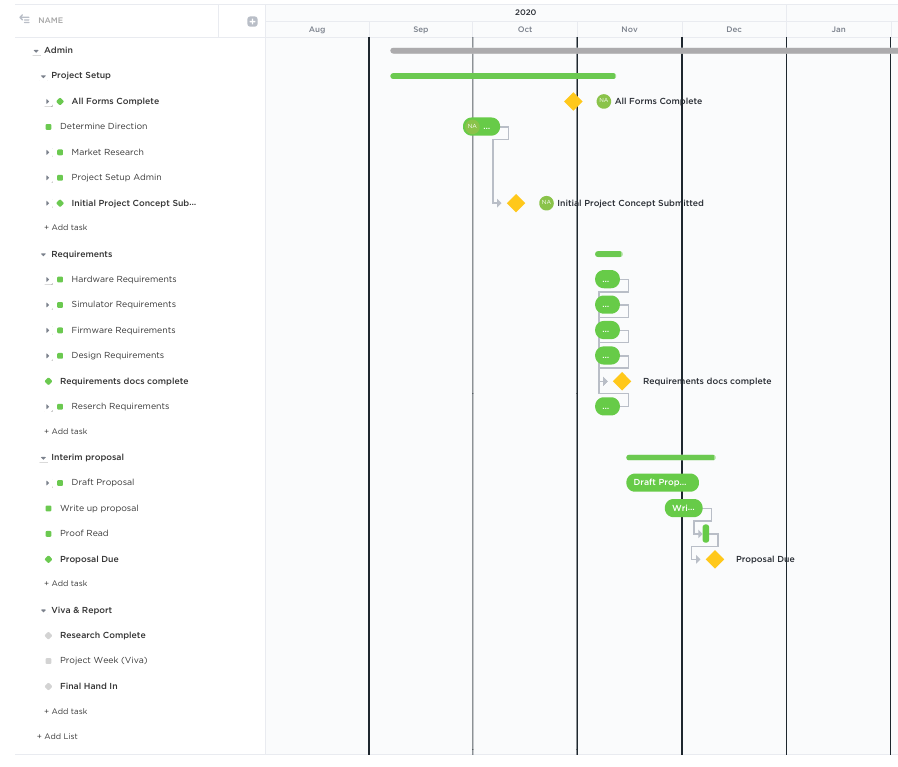 NAME
2020
Aug Sep Oct Nov Dec Jan
Admin
Project Setup
All Forms Complete NA All Forms Complete
Determine Direction NA ...
Market Research
Project Setup Admin
Initial Project Concept Sub... NA Initial Project Concept Submitted
+ Add task
Requirements
Hardware Requirements ...
Simulator Requirements ...
Firmware Requirements ...
Design Requirements ...
Requirements docs complete Requirements docs complete
Reserch Requirements ...
+ Add task
Interim proposal
Draft Proposal Draft Prop...
Write up proposal Wri...
Proof Read
Proposal Due Proposal Due
+ Add task
Viva & Report
Research Complete
Project Week (Viva)
Final Hand In
+ Add task
+ Add List